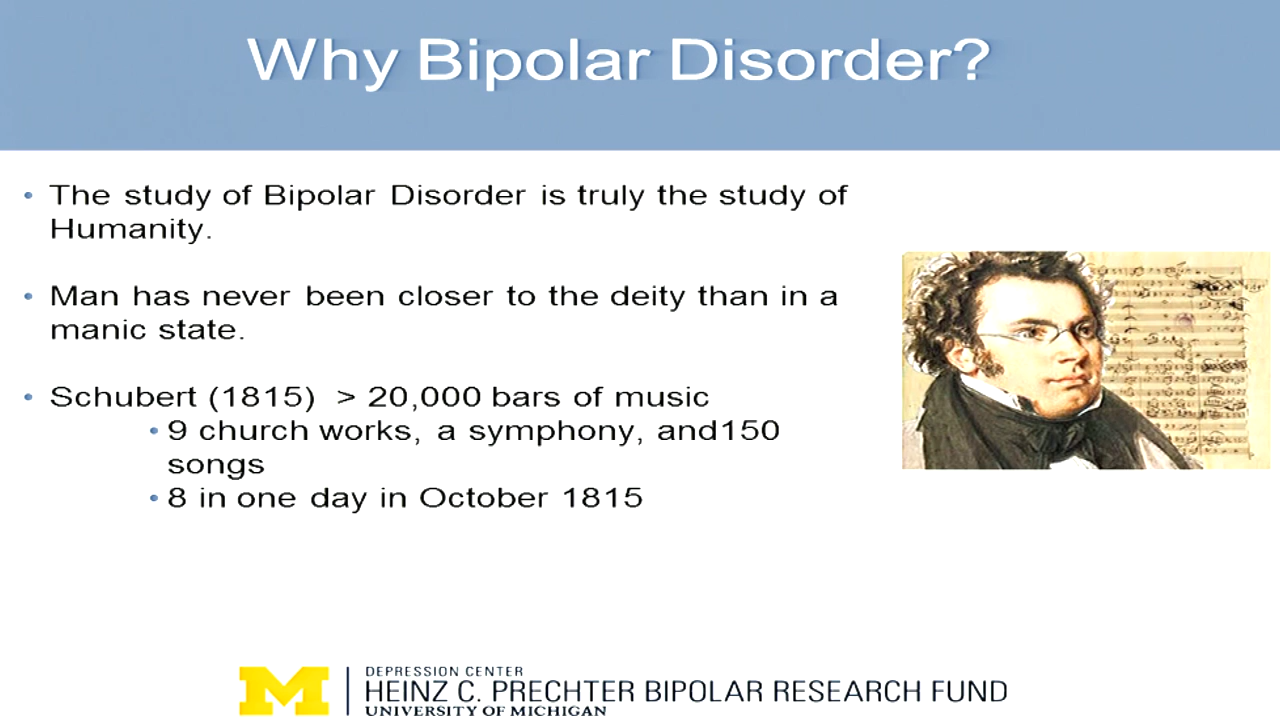 Why Bipolar Disorder?
• The study of Bipolar Disorder is truly the study of
Humanity.
• Man has never been closer to the deity than in a
manic state.
• Schubert (1815) > 20,000 bars of music
• 9 church works, a symphony, and150
songs
• 8 in one day in October 1815
M
DEPRESSION CENTER
HEINZ C. PRECHTER BIPOLAR RESEARCH FUND
UNIVERSITY OF MICHIGAN